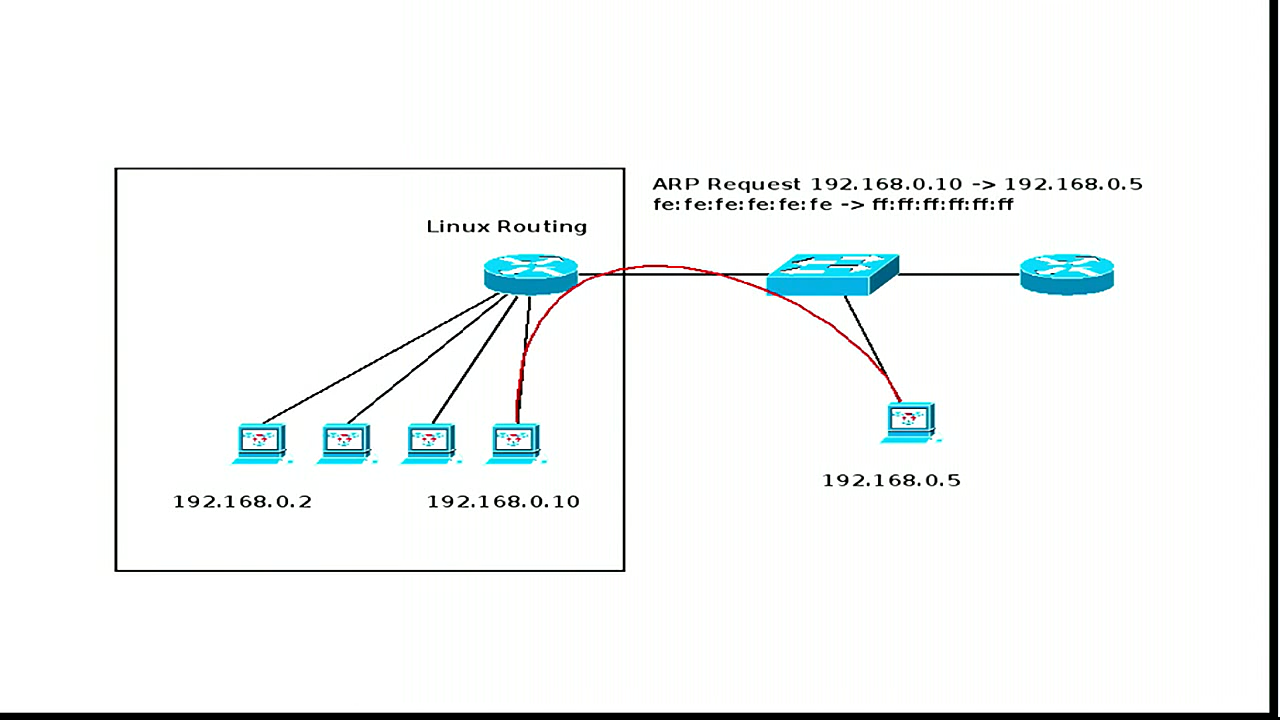 ARP Request 192.168.0.10 -> 192.168.0.5
fe:fe:fe:fe:fe:fe -> ff:ff:ff:ff:ff:ff
Linux Routing
192.168.0.5
192.168.0.2
192.168.0.10